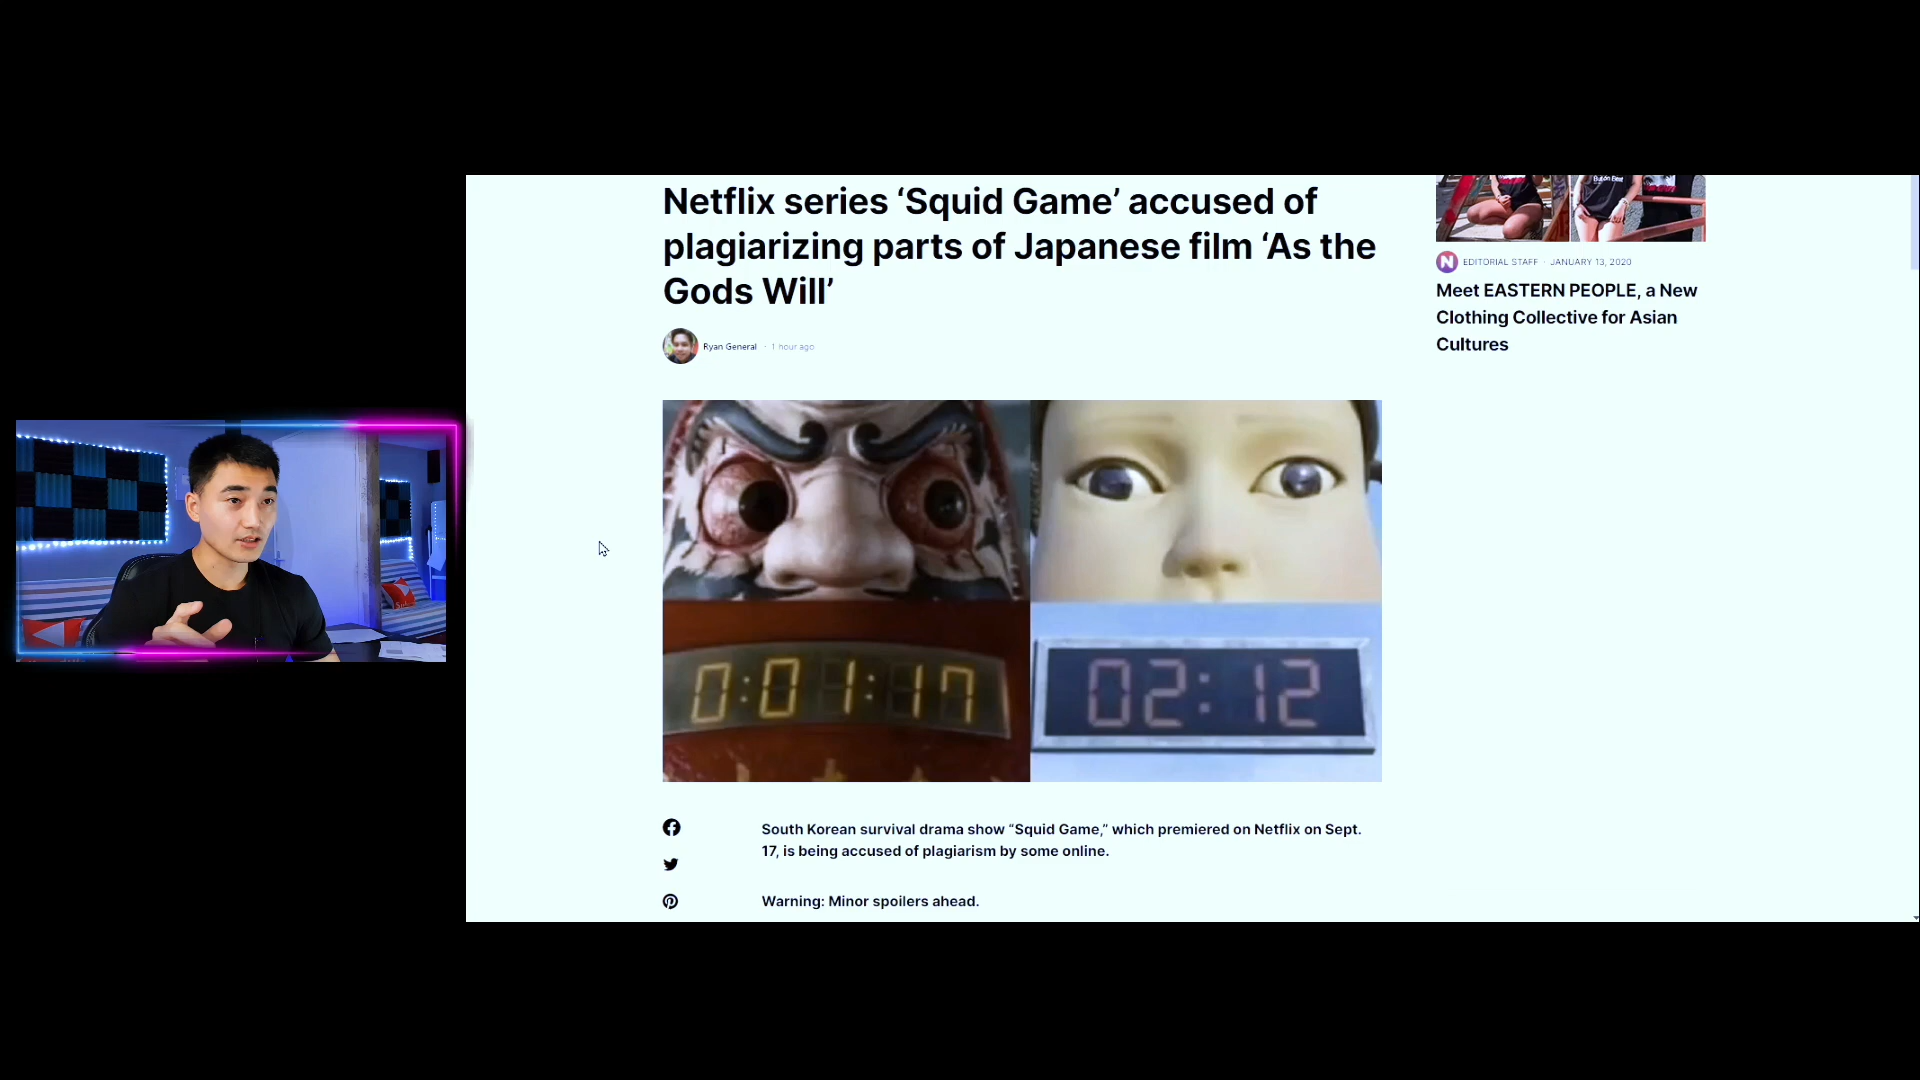 Netflix series ‘Squid Game’ accused of
plagiarizing parts of Japanese film ‘As the
Gods Will’
Ryan General · 1 hour ago
0:01:17
02:12
South Korean survival drama show “Squid Game,” which premiered on Netflix on Sept.
17, is being accused of plagiarism by some online.
Warning: Minor spoilers ahead.
N EDITORIAL STAFF · JANUARY 13, 2020
Meet EASTERN PEOPLE, a New
Clothing Collective for Asian
Cultures